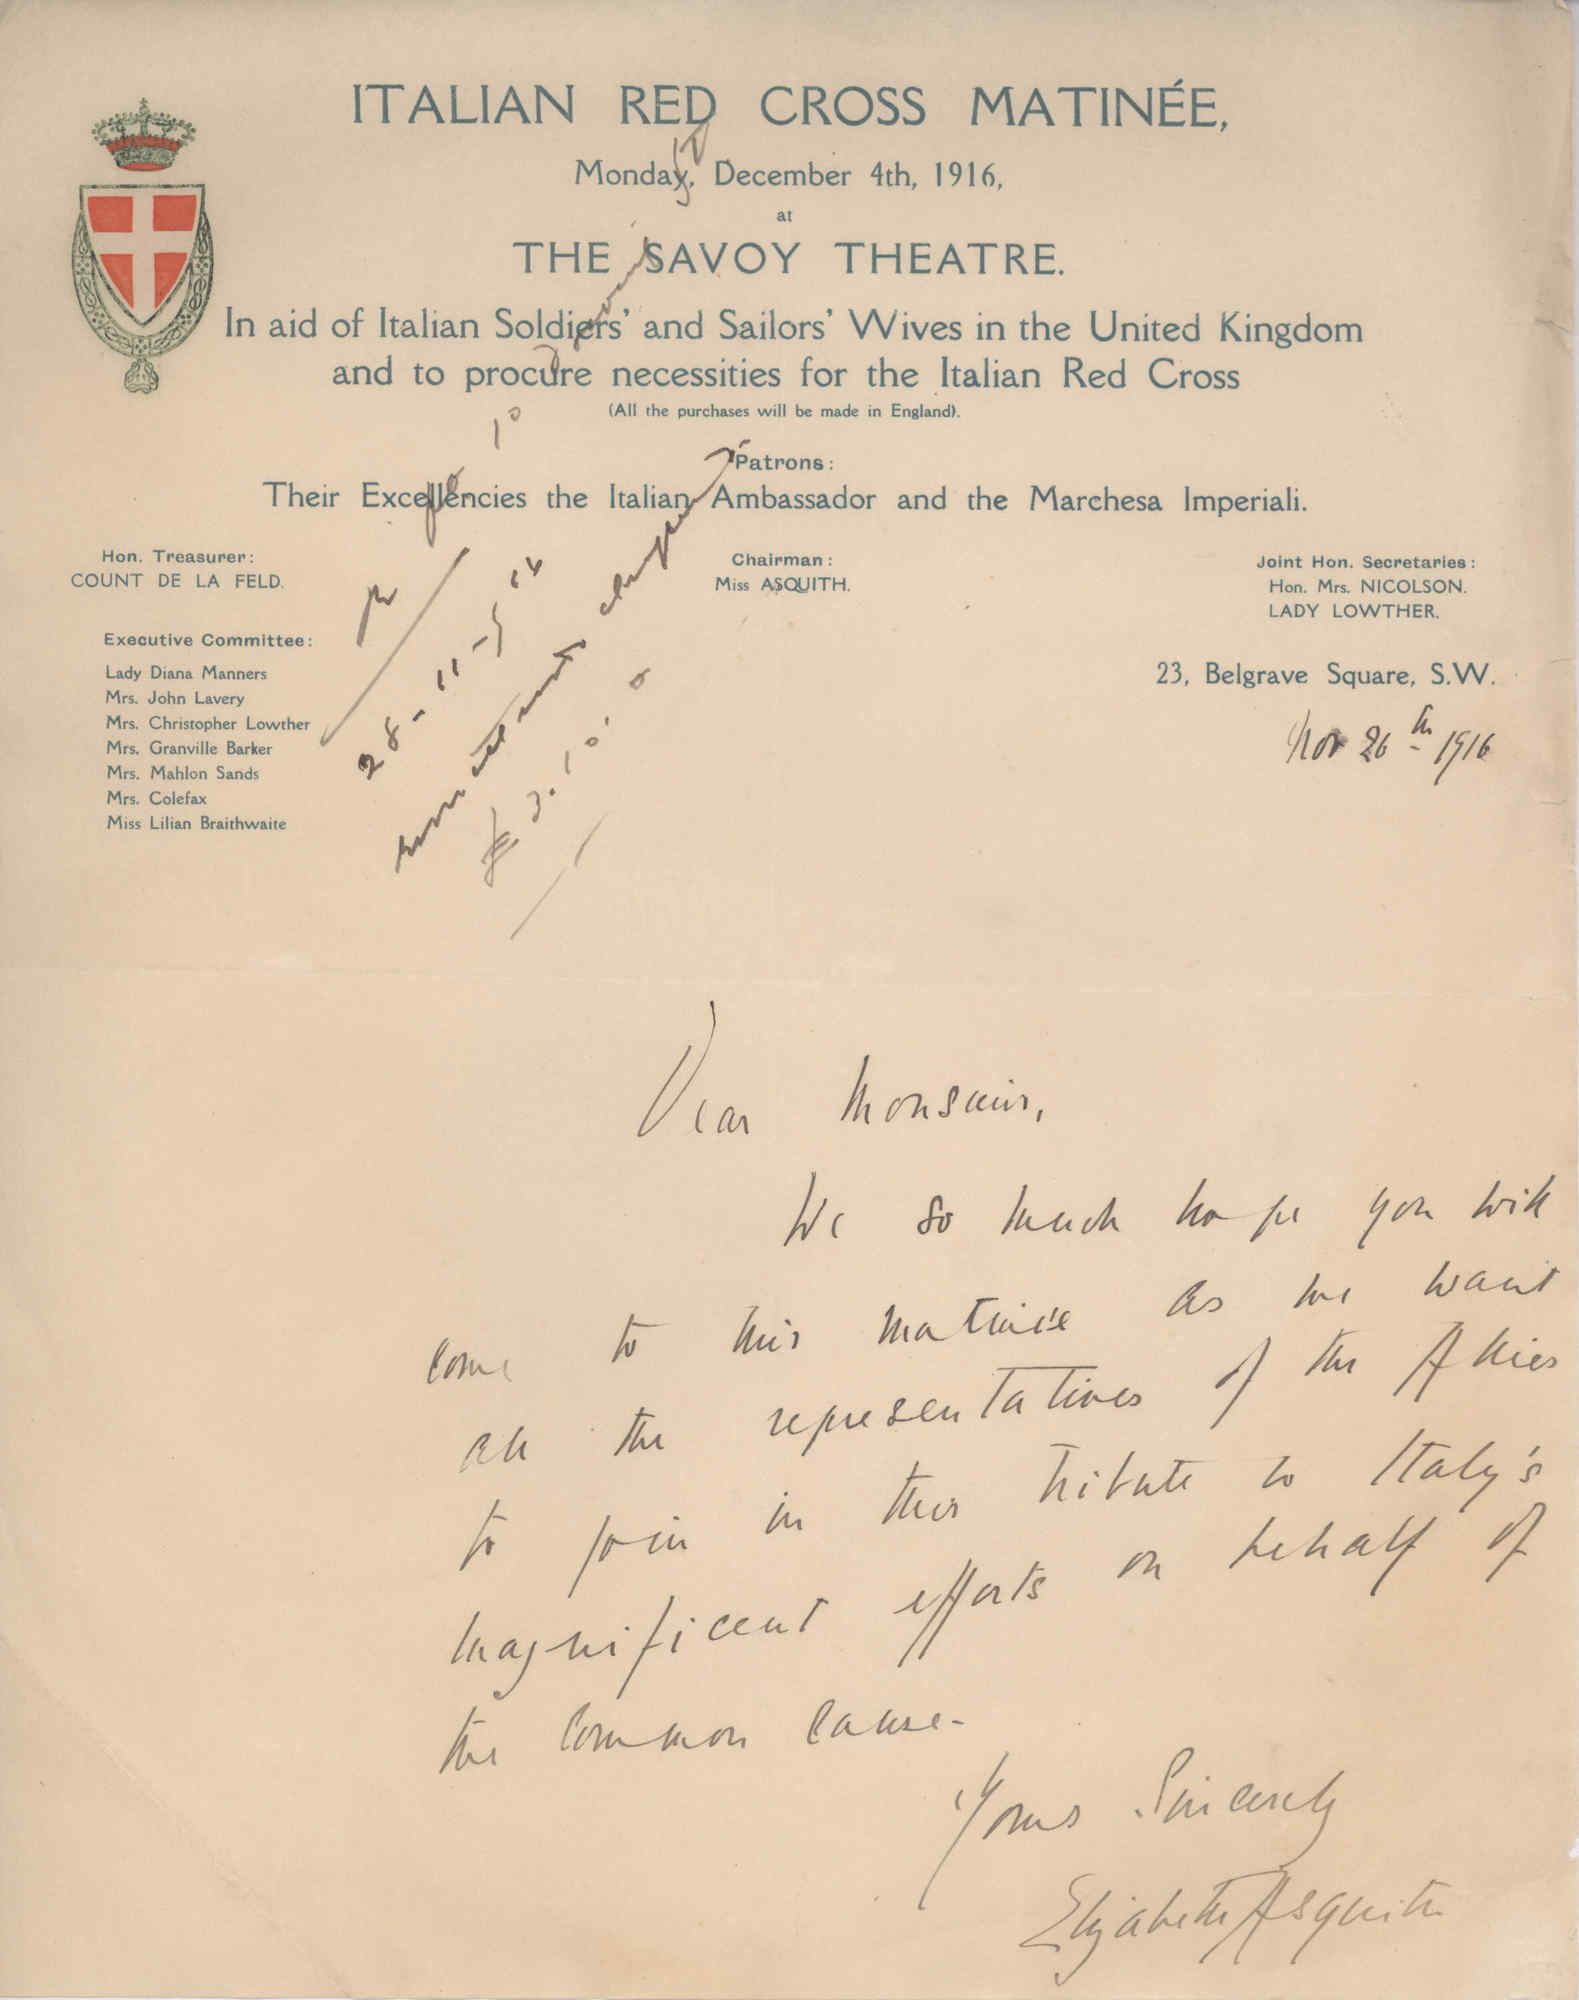 ITALIAN RED CROSS MATINÉE,
Monday, December 4th, 1916,
at
THE SAVOY THEATRE.
In aid of Italian Soldiers' and Sailors' Wives in the United Kingdom
and to procure necessities for the Italian Red Cross
(All the purchases will be made in England).
Patrons:
Their Excellencies the Italian Ambassador and the Marchesa Imperiali.
Hon. Treasurer:
COUNT DE LA FELD.
Chairman:
Miss ASQUITH.
Joint Hon. Secretaries:
Hon. Mrs. NICOLSON.
LADY LOWTHER.
Executive Committee:
Lady Diana Manners
Mrs. John Lavery
Mrs. Christopher Lowther
Mrs. Granville Barker
Mrs. Mahlon Sands
Mrs. Colefax
Miss Lilian Braithwaite
23, Belgrave Square, S.W.
Nov 26th 1916
28-11-
£3.10.0
Dear Monsieur,
We so much hope you will
come to this matinée as we want
all the representatives of the Allies
to join in this tribute to Italy's
magnificent efforts on behalf of
the common cause-
Yours Sincerely
Elizabeth Asquith